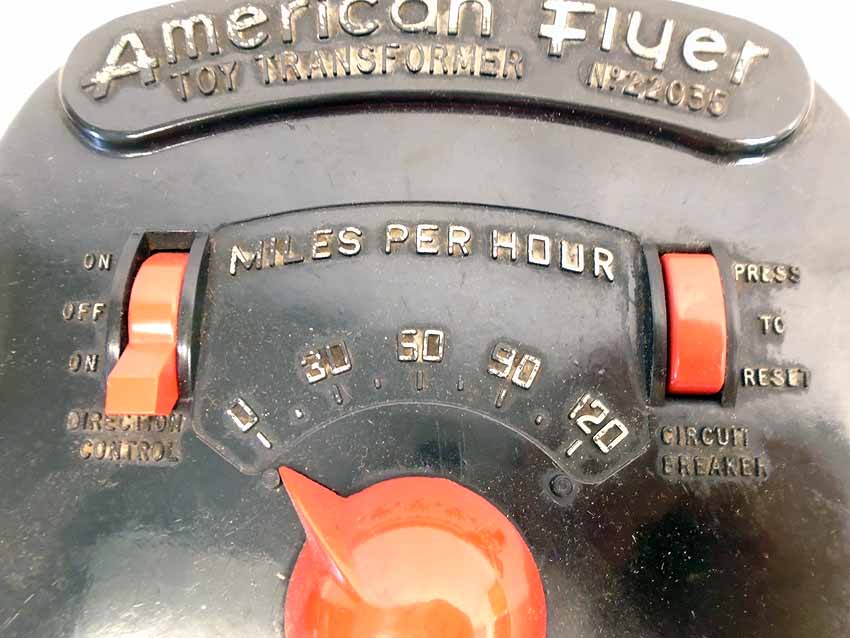 American Flyer
TOY TRANSFORMER Nº 22035
MILES PER HOUR
ON
OFF
ON
DIRECTION
CONTROL
0 30 60 90 120
PRESS
TO
RESET
CIRCUIT
BREAKER